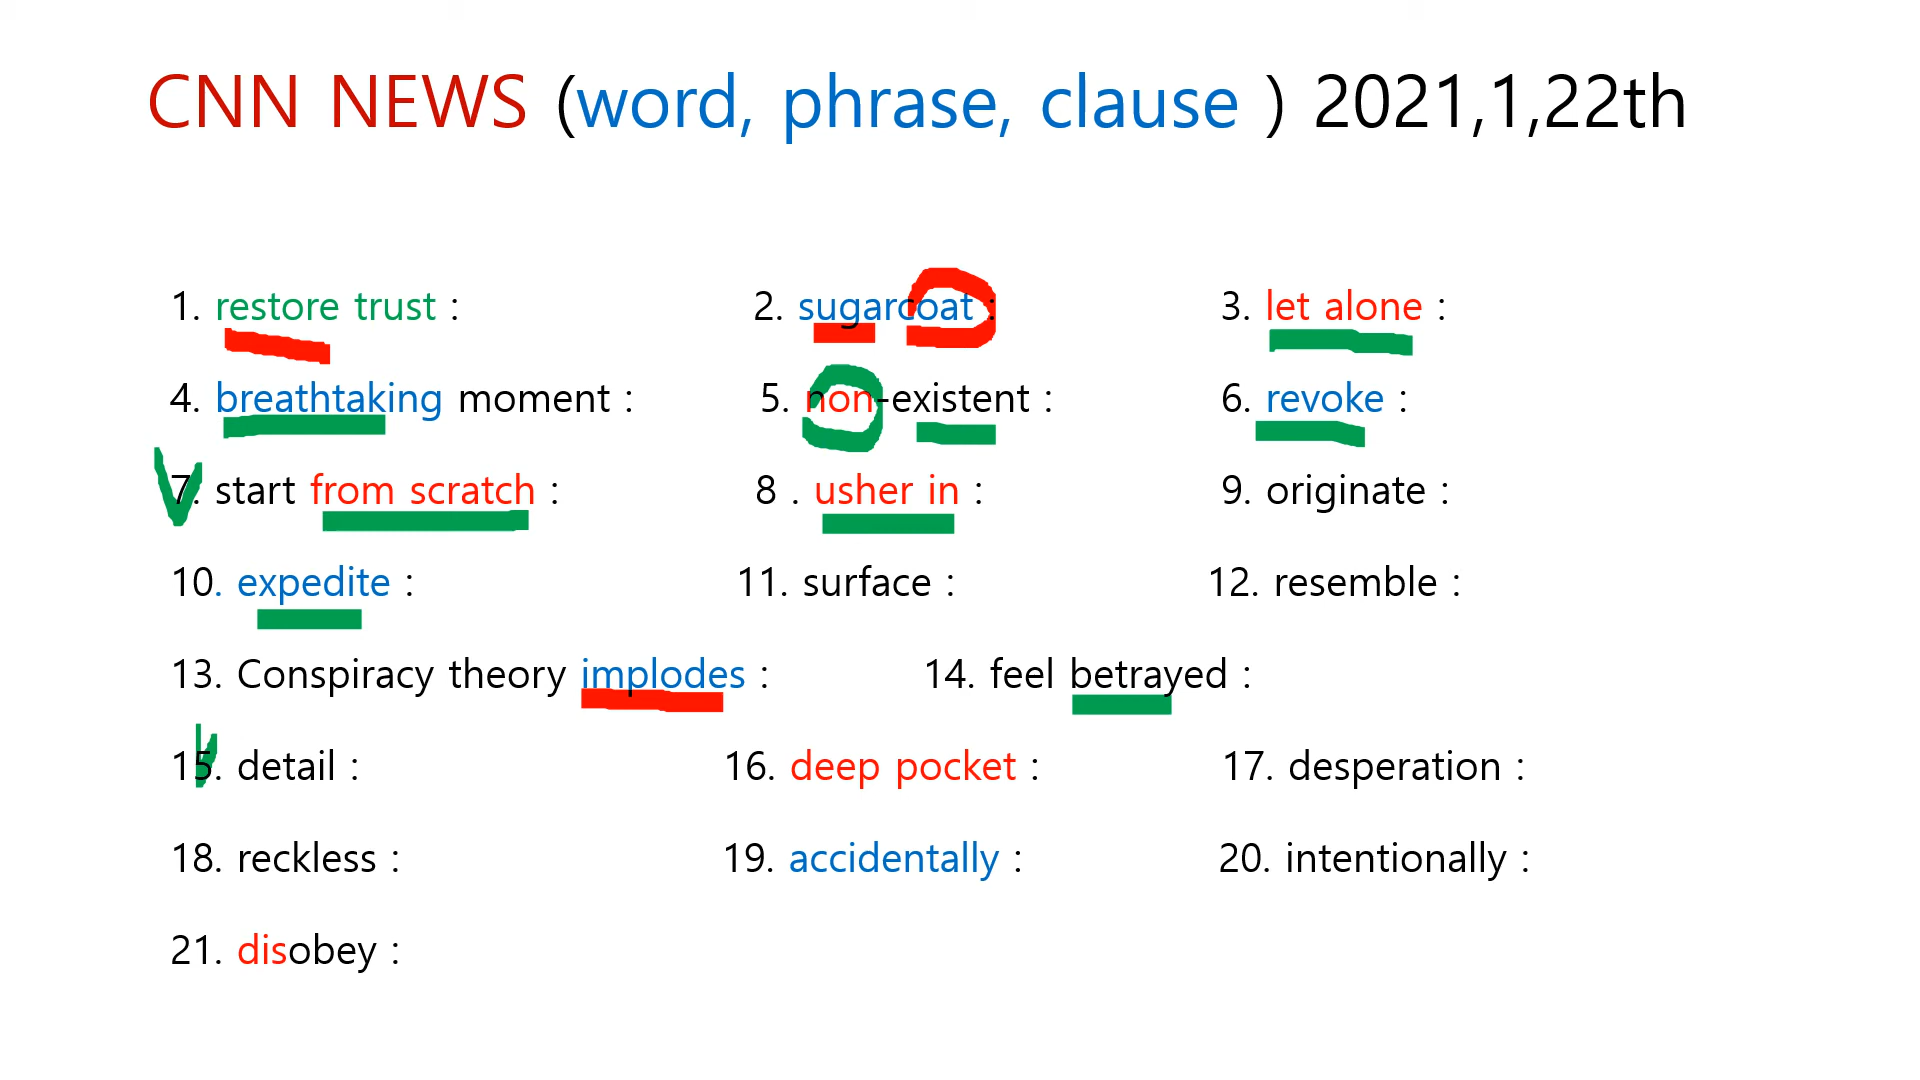 CNN NEWS (word, phrase, clause ) 2021,1,22th
1. restore trust : 2. sugarcoat : 3. let alone :
4. breathtaking moment : 5. non-existent : 6. revoke :
7. start from scratch : 8 . usher in : 9. originate :
10. expedite : 11. surface : 12. resemble :
13. Conspiracy theory implodes : 14. feel betrayed :
15. detail : 16. deep pocket : 17. desperation :
18. reckless : 19. accidentally : 20. intentionally :
21. disobey :